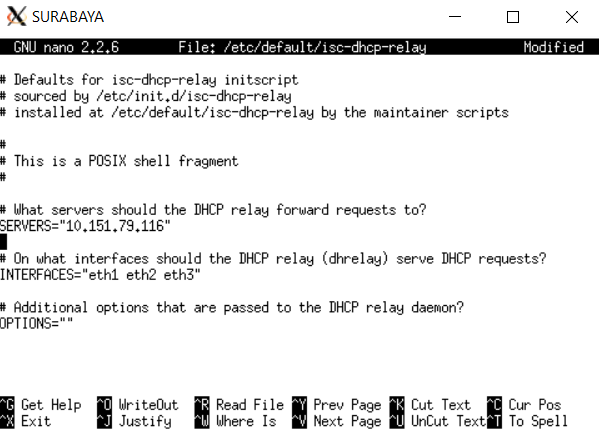 SURABAYA
GNU nano 2.2.6 File: /etc/default/isc-dhcp-relay Modified
# Defaults for isc-dhcp-relay initscript
# sourced by /etc/init.d/isc-dhcp-relay
# installed at /etc/default/isc-dhcp-relay by the maintainer scripts
#
# This is a POSIX shell fragment
#
# What servers should the DHCP relay forward requests to?
SERVERS="10.151.79.116"
# On what interfaces should the DHCP relay (dhrelay) serve DHCP requests?
INTERFACES="eth1 eth2 eth3"
# Additional options that are passed to the DHCP relay daemon?
OPTIONS=""
^G Get Help ^O WriteOut ^R Read File ^Y Prev Page ^K Cut Text ^C Cur Pos
^X Exit ^J Justify ^W Where Is ^V Next Page ^U UnCut Text ^T To Spell